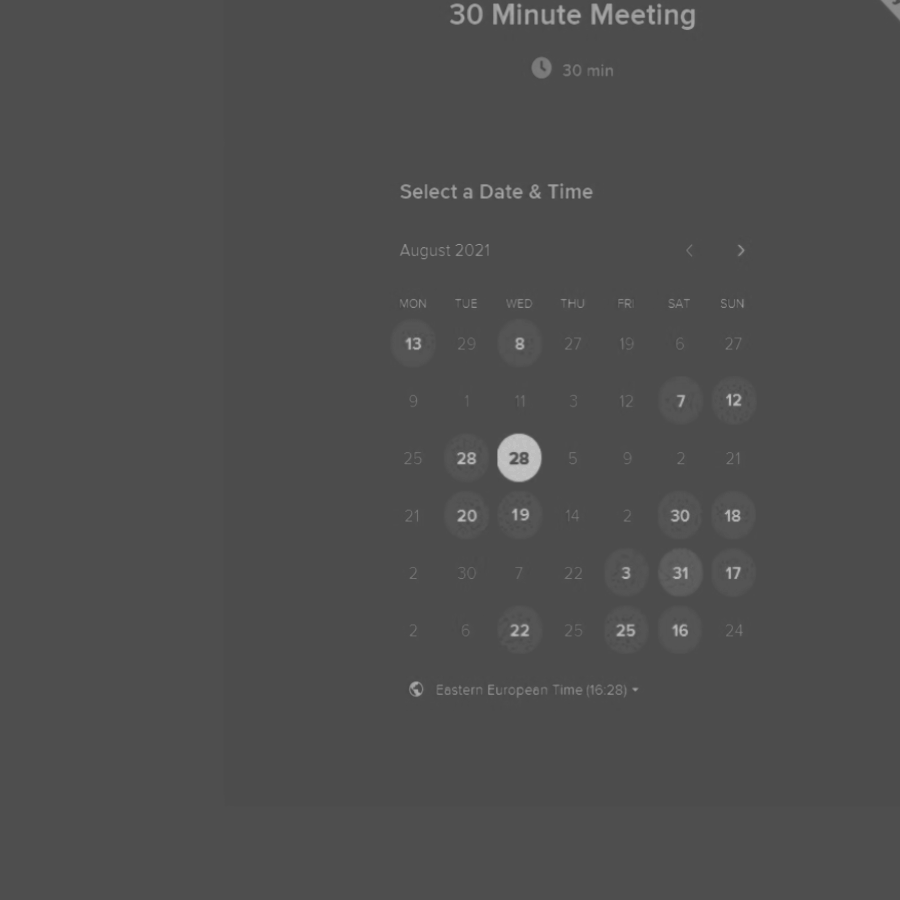 30 Minute Meeting
30 min
Select a Date & Time
August 2021
MON TUE WED THU FRI SAT SUN
13 29 8 27 19 6 27
9 1 11 3 12 7 12
25 28 28 5 9 2 21
21 20 19 14 2 30 18
2 30 7 22 3 31 17
2 6 22 25 25 16 24
Eastern European Time (16:28)